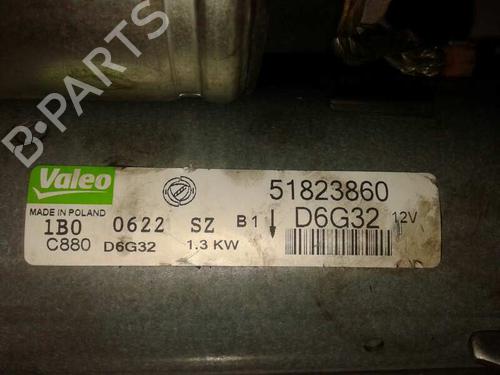 B-PARTS
Valeo
MADE IN POLAND
51823860
1B0 0622 SZ B1 D6G32 12V
C880 D6G32 1.3 KW